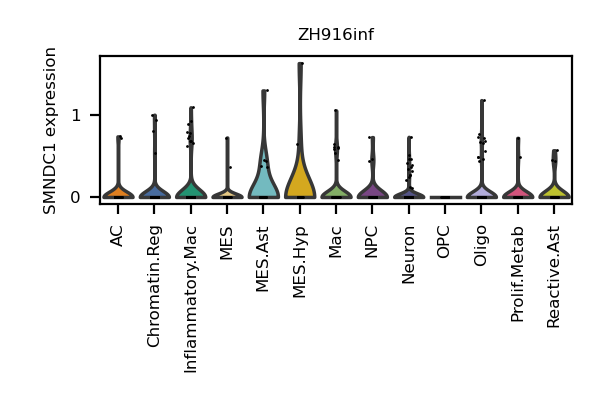 ZH916inf
SMNDC1 expression
1
0
AC
Chromatin.Reg
Inflammatory.Mac
MES
MES.Ast
MES.Hyp
Mac
NPC
Neuron
OPC
Oligo
Prolif.Metab
Reactive.Ast